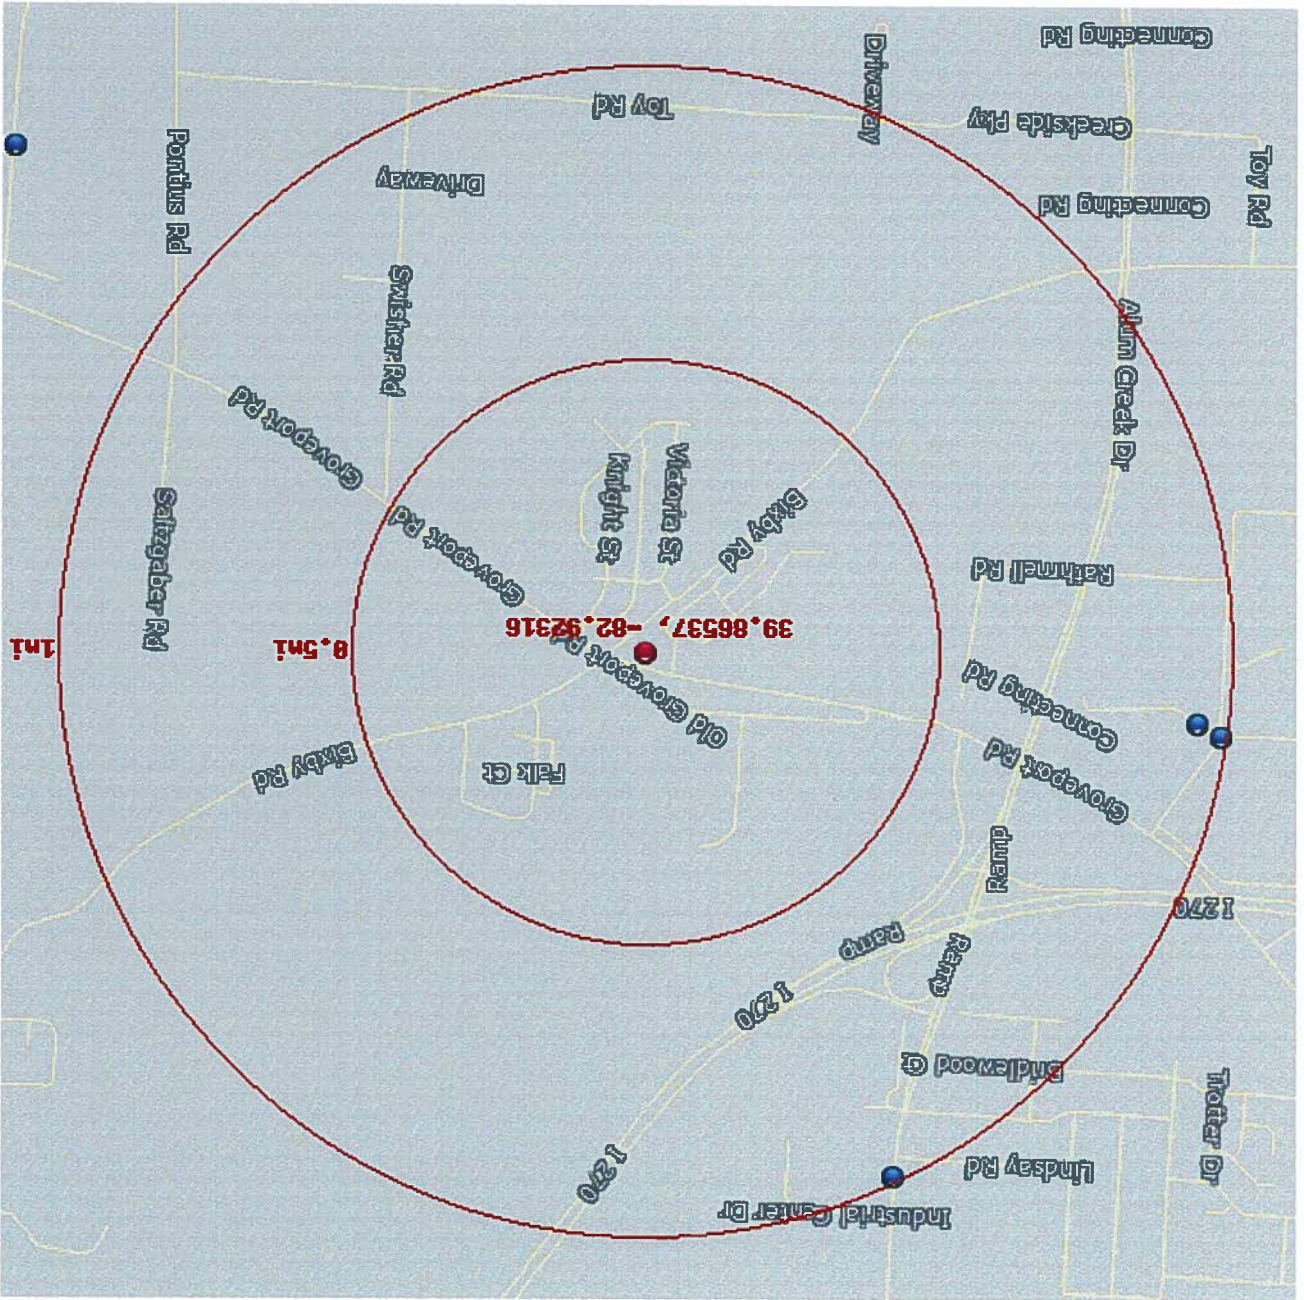 Industrial Center Dr
I 270
Lindsay Rd
Trotter Dr
Bridlewood Ct
I 270
Ramp
Ramp
I 270
Ramp
Groveport Rd
Falk Ct
Bixby Rd
Connecting Rd
Old Groveport Rd
0.5mi
1mi
39.86537, -82.92316
Rathmell Rd
Saltzgaber Rd
Groveport Rd
Bixby Rd
Victoria St
Knight St
Groveport Rd
Alum Creek Dr
Swisher Rd
Connecting Rd
Pontius Rd
Toy Rd
Driveway
Creekside Pky
Toy Rd
Driveway
Connecting Rd